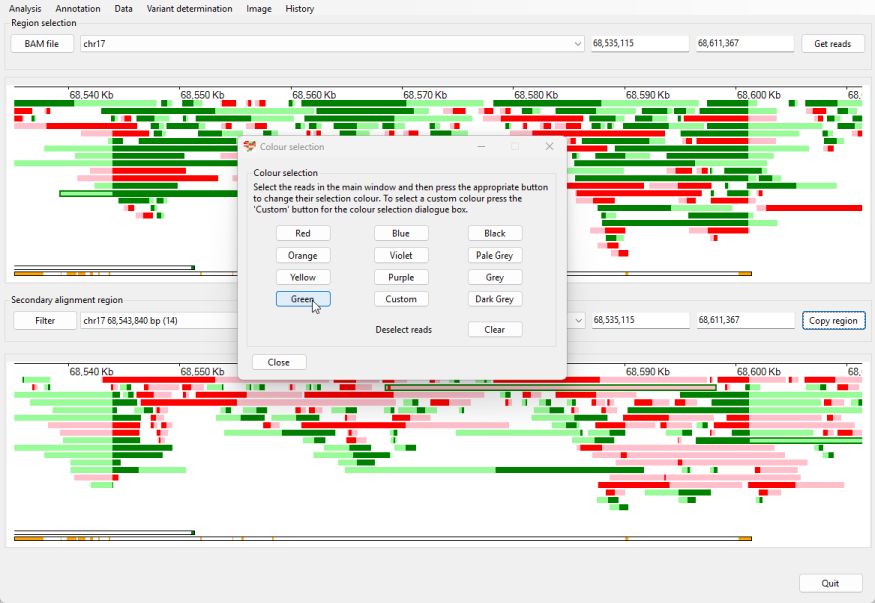 Analysis Annotation Data Variant determination Image History
Region selection
BAM file chr17 68,535,115 68,611,367 Get reads
68,540 Kb 68,550 Kb 68,560 Kb 68,570 Kb 68,580 Kb 68,590 Kb 68,600 Kb 68,
Colour selection
Colour selection
Select the reads in the main window and then press the appropriate button
to change their selection colour. To select a custom colour press the
'Custom' button for the colour selection dialogue box.
Red Blue Black
Orange Violet Pale Grey
Yellow Purple Grey
Green Custom Dark Grey
Deselect reads Clear
Close
Secondary alignment region
Filter chr17 68,543,840 bp (14) 68,535,115 68,611,367 Copy region
68,540 Kb 68,550 Kb 68,590 Kb 68,600 Kb 68,
Quit